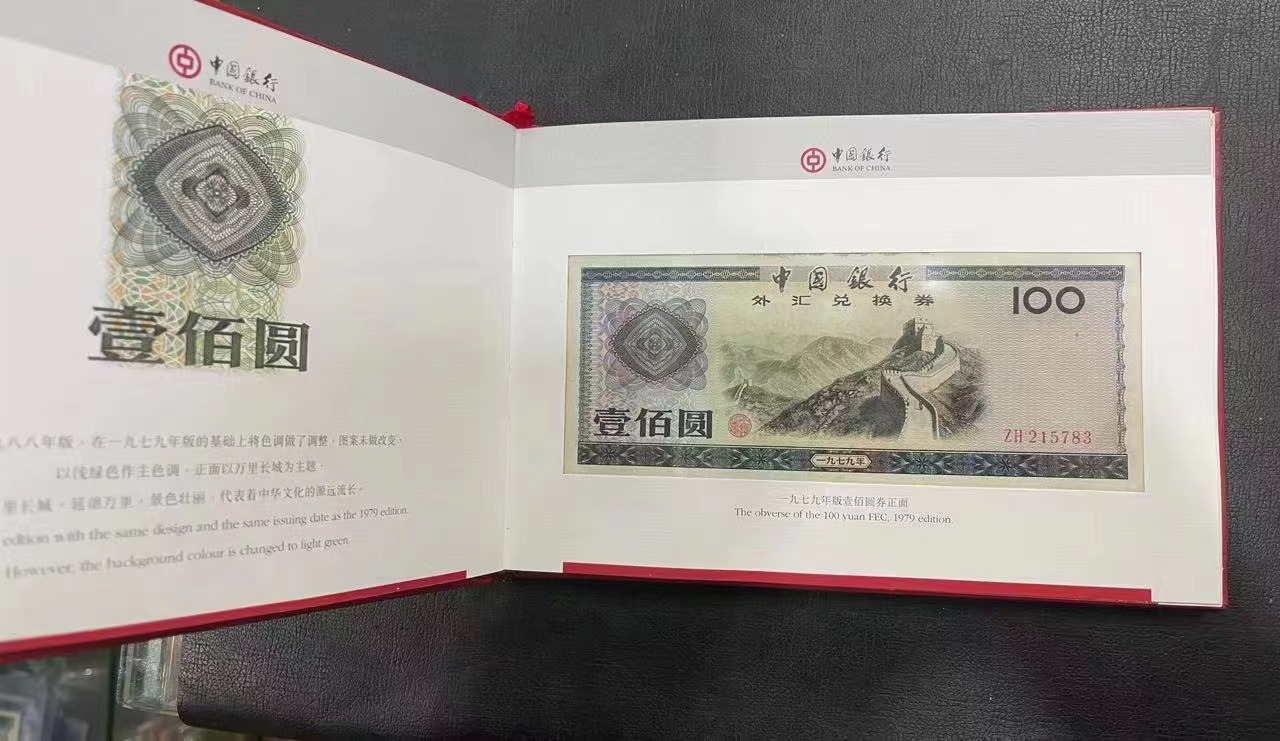 中国銀行
BANK OF CHINA
壹佰圆
八八年版，在一九七九年版的基础上将色调做了调整，图案未做改变，
以浅绿色作主色调，正面以万里长城为主题，
里长城，延绵万里，景色壮丽，代表着中华文化的源远流长。
edition with the same design and the same issuing date as the 1979 edition.
However, the background colour is changed to light green.
中国銀行
BANK OF CHINA
中國銀行
外汇兑换券
100
壹佰圆
ZH 215783
一九七九年
一九七九年版壹佰圆券正面
The obverse of the 100 yuan FEC, 1979 edition.